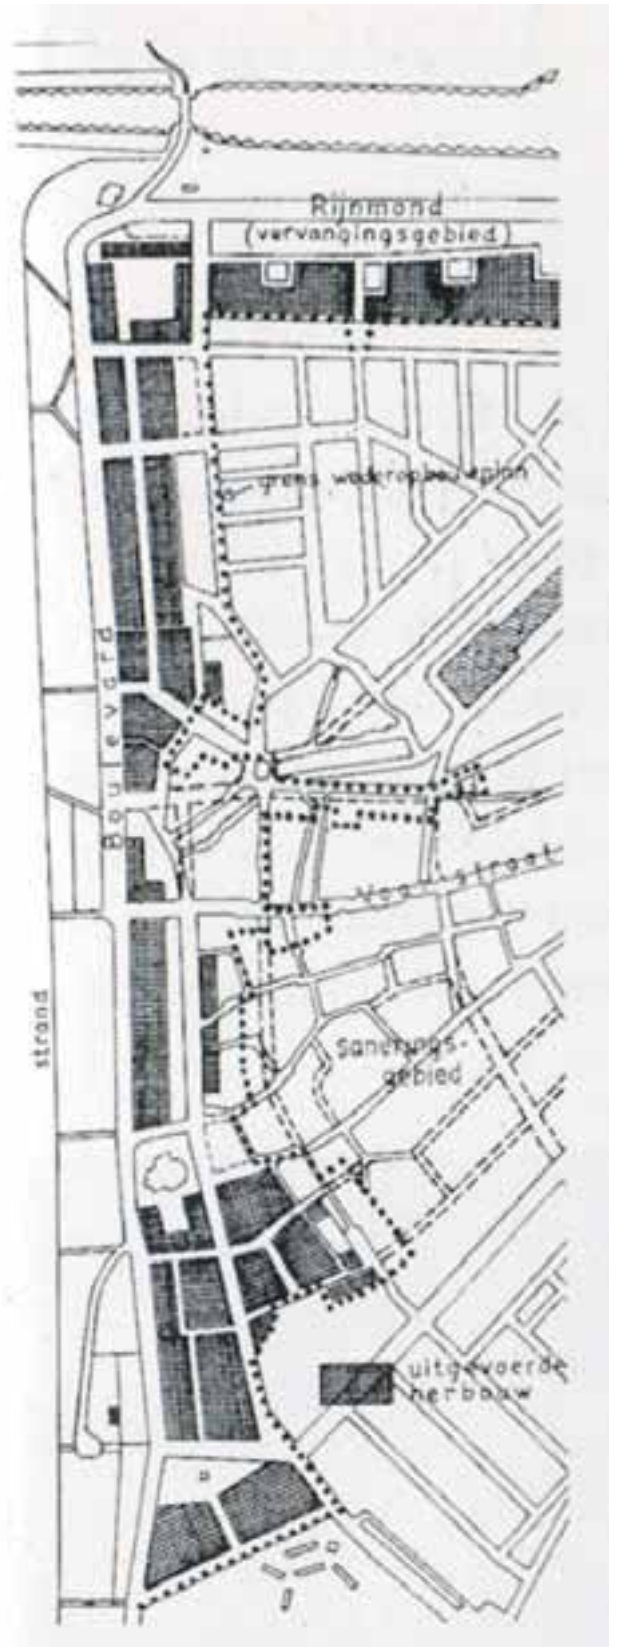 Rijnmond
(vervangingsgebied)
grens wederopbouwplan
Boulevard
Voorstraat
strand
Sanerings-
gebied
uitgevoerde
herbouw